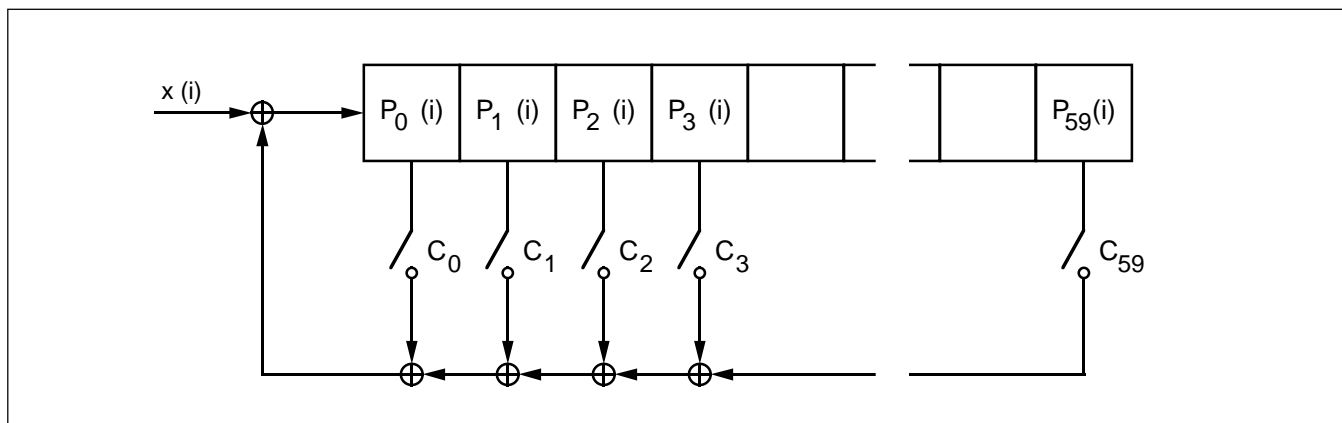 x (i)
P0 (i) P1 (i) P2 (i) P3 (i) P59(i)
C0 C1 C2 C3 C59